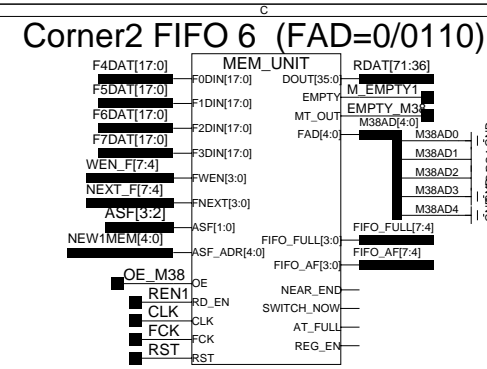 C
Corner2 FIFO 6 (FAD=0/0110)
MEM_UNIT
F4DAT[17:0]
F0DIN[17:0]
F5DAT[17:0]
F1DIN[17:0]
F6DAT[17:0]
F2DIN[17:0]
F7DAT[17:0]
F3DIN[17:0]
WEN_F[7:4]
FWEN[3:0]
NEXT_F[7:4]
FNEXT[3:0]
ASF[3:2]
ASF[1:0]
NEW1MEM[4:0]
ASF_ADR[4:0]
OE_M38
OE
REN1
RD_EN
CLK
CLK
FCK
FCK
RST
RST
RDAT[71:36]
DOUT[35:0]
M_EMPTY1
EMPTY
EMPTY_M38
MT_OUT
M38AD[4:0]
FAD[4:0]
M38AD0
M38AD1
M38AD2
M38AD3
M38AD4
FIFO_FULL[7:4]
FIFO_FULL[3:0]
FIFO_AF[7:4]
FIFO_AF[3:0]
NEAR_END
SWITCH_NOW
AT_FULL
REG_EN